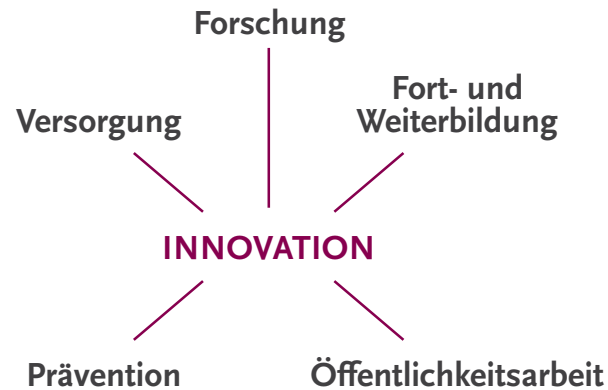 Forschung
Fort- und
Weiterbildung
Versorgung
INNOVATION
Prävention
Öffentlichkeitsarbeit